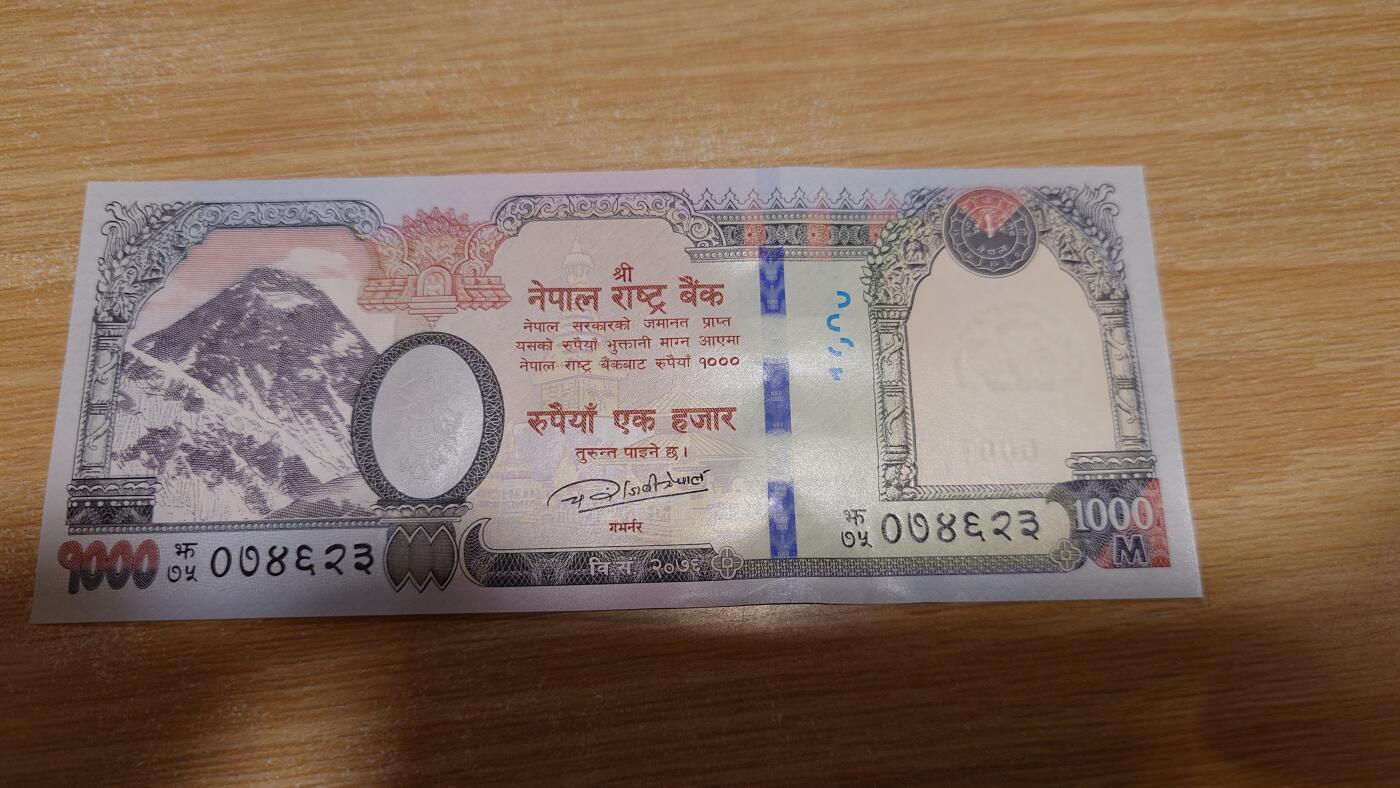 श्री
नेपाल राष्ट्र बैंक
नेपाल सरकारको जमानत प्राप्त
यसको रुपैयाँ भुक्तानी माग्न आएमा
नेपाल राष्ट्र बैंकबाट रुपैयाँ १०००
रुपैयाँ एक हजार
तुरुन्त पाइने छ।
गभर्नर
वि.सं. २०७६
१०००
झ
७५ ०७४६२३
झ
७५ ०७४६२३
1000
M